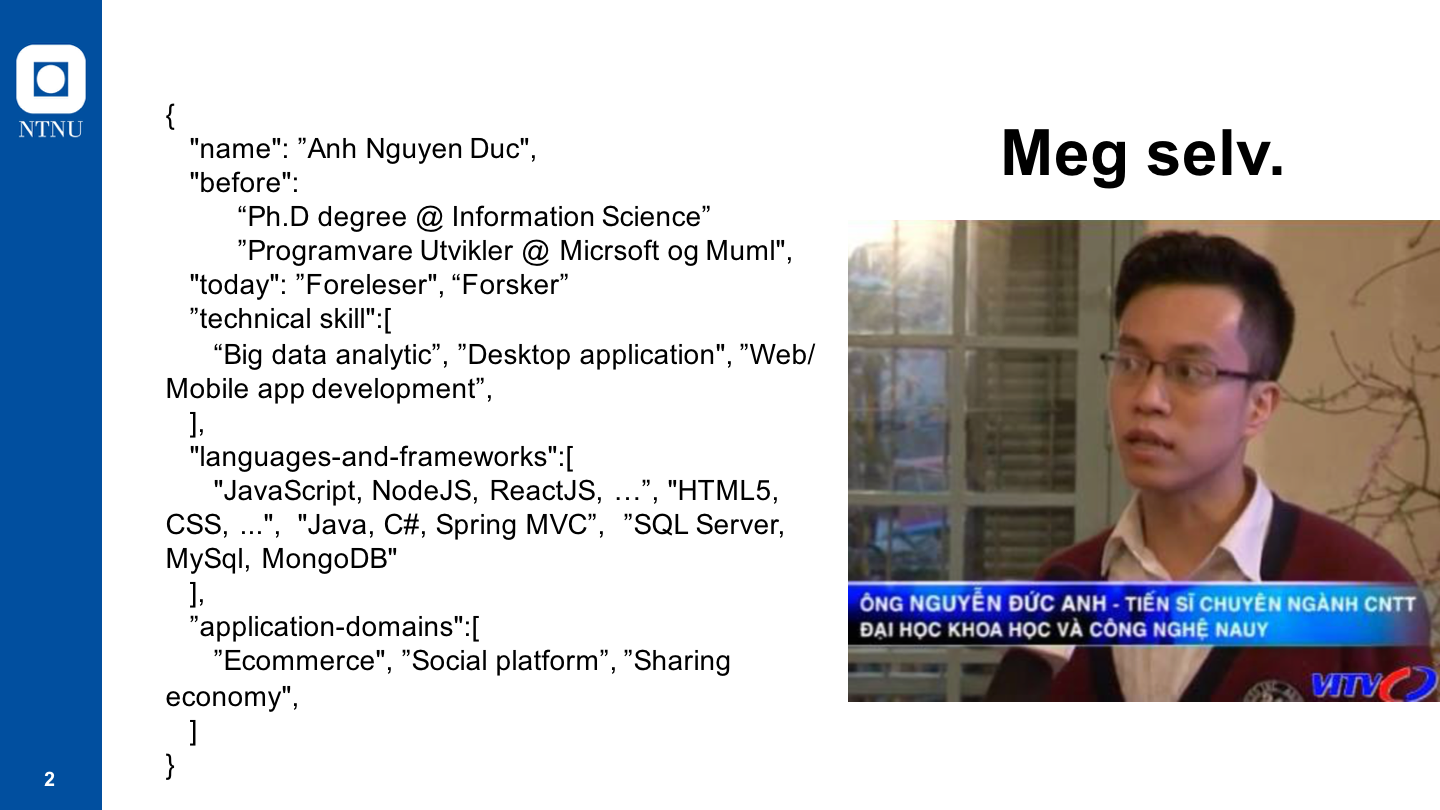 NTNU
{
"name": ”Anh Nguyen Duc",
"before":
“Ph.D degree @ Information Science”
”Programvare Utvikler @ Micrsoft og Muml",
"today": ”Foreleser", “Forsker”
”technical skill":[
“Big data analytic”, ”Desktop application", ”Web/
Mobile app development”,
],
"languages-and-frameworks":[
"JavaScript, NodeJS, ReactJS, …”, "HTML5,
CSS, ...", "Java, C#, Spring MVC”, ”SQL Server,
MySql, MongoDB"
],
”application-domains":[
”Ecommerce", ”Social platform”, ”Sharing
economy",
]
}
Meg selv.
ÔNG NGUYỄN ĐỨC ANH - TIẾN SĨ CHUYÊN NGÀNH CNTT
ĐẠI HỌC KHOA HỌC VÀ CÔNG NGHỆ NAUY
VITV
2